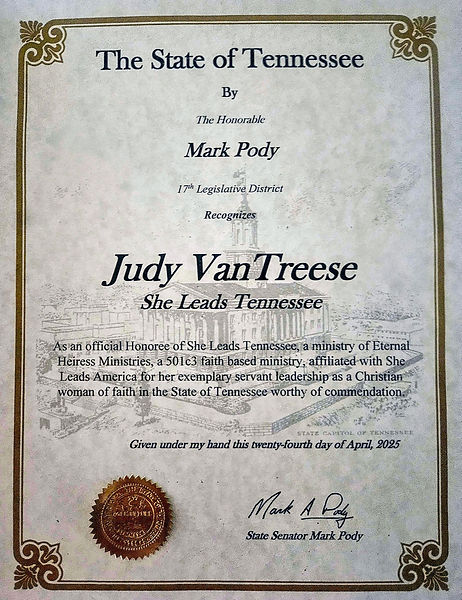 The State of Tennessee
By
The Honorable
Mark Pody
17th Legislative District
Recognizes
Judy VanTreese
She Leads Tennessee
As an official Honoree of She Leads Tennessee, a ministry of Eternal
Heiress Ministries, a 501c3 faith based ministry, affiliated with She
Leads America for her exemplary servant leadership as a Christian
woman of faith in the State of Tennessee worthy of commendation.
STATE CAPITOL OF TENNESSEE
Given under my hand this twenty-fourth day of April, 2025
Mark A Pody
State Senator Mark Pody